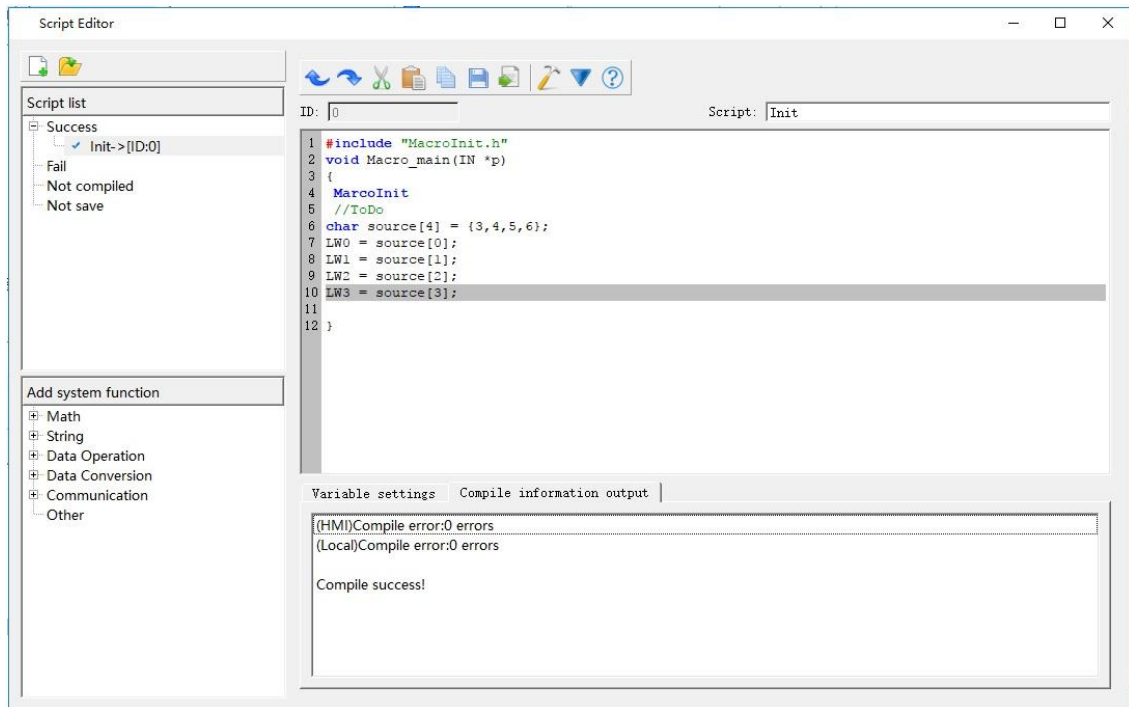 Script Editor
Script list
Success
Init->[ID:0]
Fail
Not compiled
Not save
Add system function
Math
String
Data Operation
Data Conversion
Communication
Other
ID: 0
Script: Init
1 #include "MacroInit.h"
2 void Macro_main(IN *p)
3 {
4 MarcoInit
5 //ToDo
6 char source[4] = {3,4,5,6};
7 LW0 = source[0];
8 LW1 = source[1];
9 LW2 = source[2];
10 LW3 = source[3];
11
12 }
Variable settings Compile information output
(HMI)Compile error:0 errors
(Local)Compile error:0 errors
Compile success!